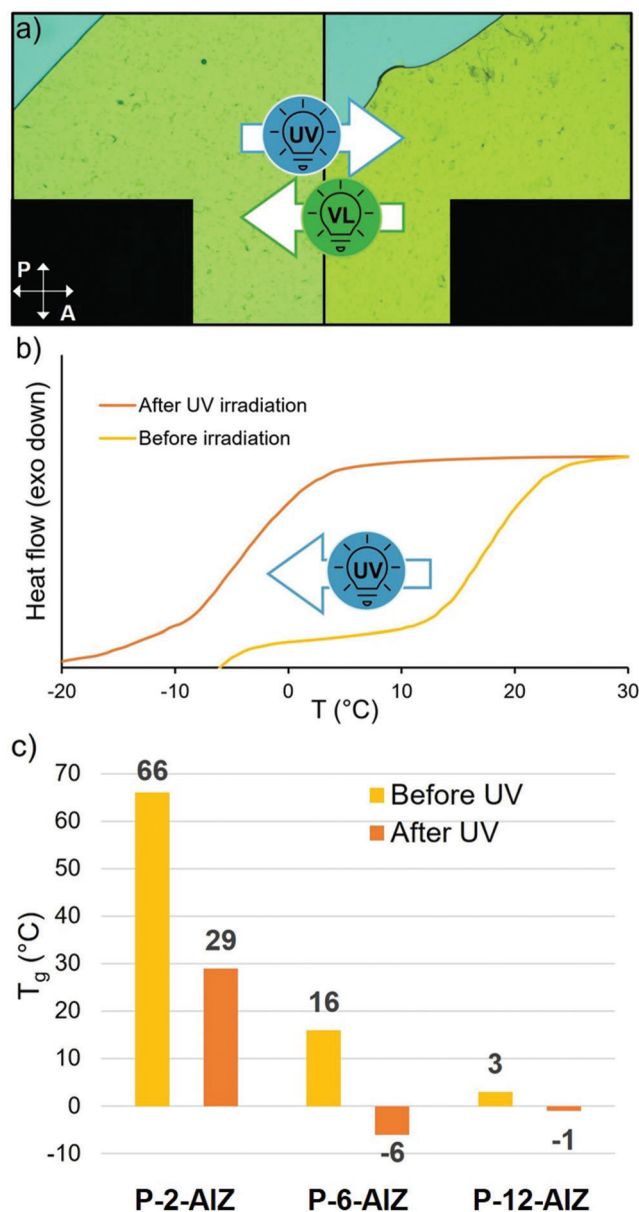 a)
UV
VL
P
A
b)
Heat flow (exo down)
After UV irradiation
Before irradiation
UV
-20 -10 0 10 20 30
T (°C)
c)
70
60
50
40
30
20
10
0
-10
Tg (°C)
Before UV
After UV
66
29
16
-6
3
-1
P-2-AIZ P-6-AIZ P-12-AIZ